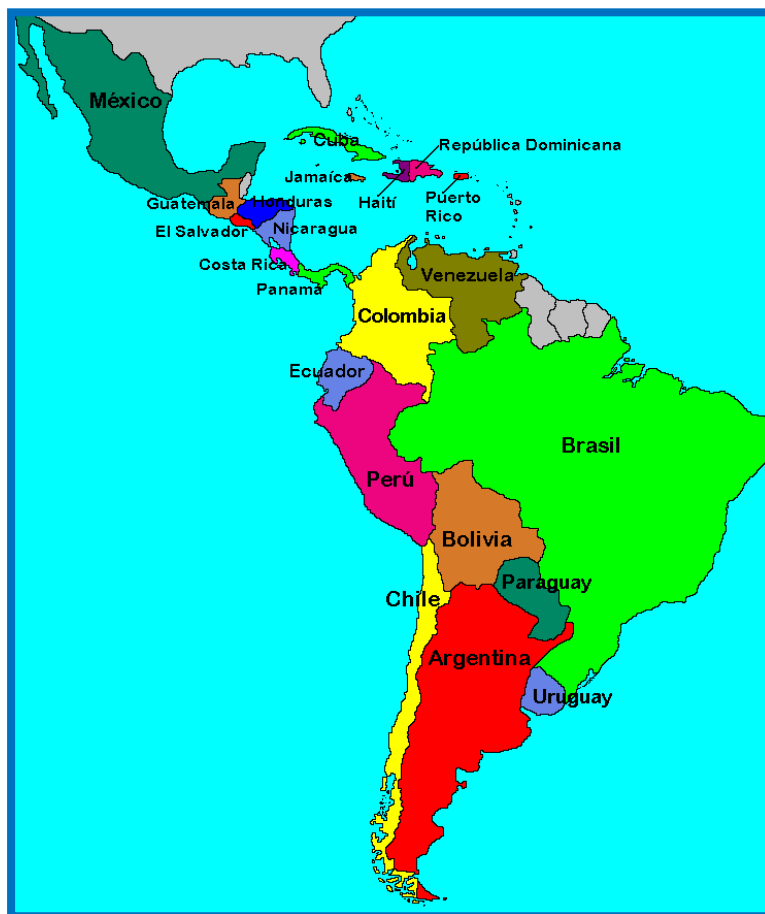 México
Cuba
República Dominicana
Jamaíca
Haití
Puerto
Rico
Guatemala
Honduras
El Salvador
Nicaragua
Costa Rica
Panamá
Venezuela
Colombia
Ecuador
Brasil
Perú
Bolivia
Paraguay
Chile
Argentina
Uruguay